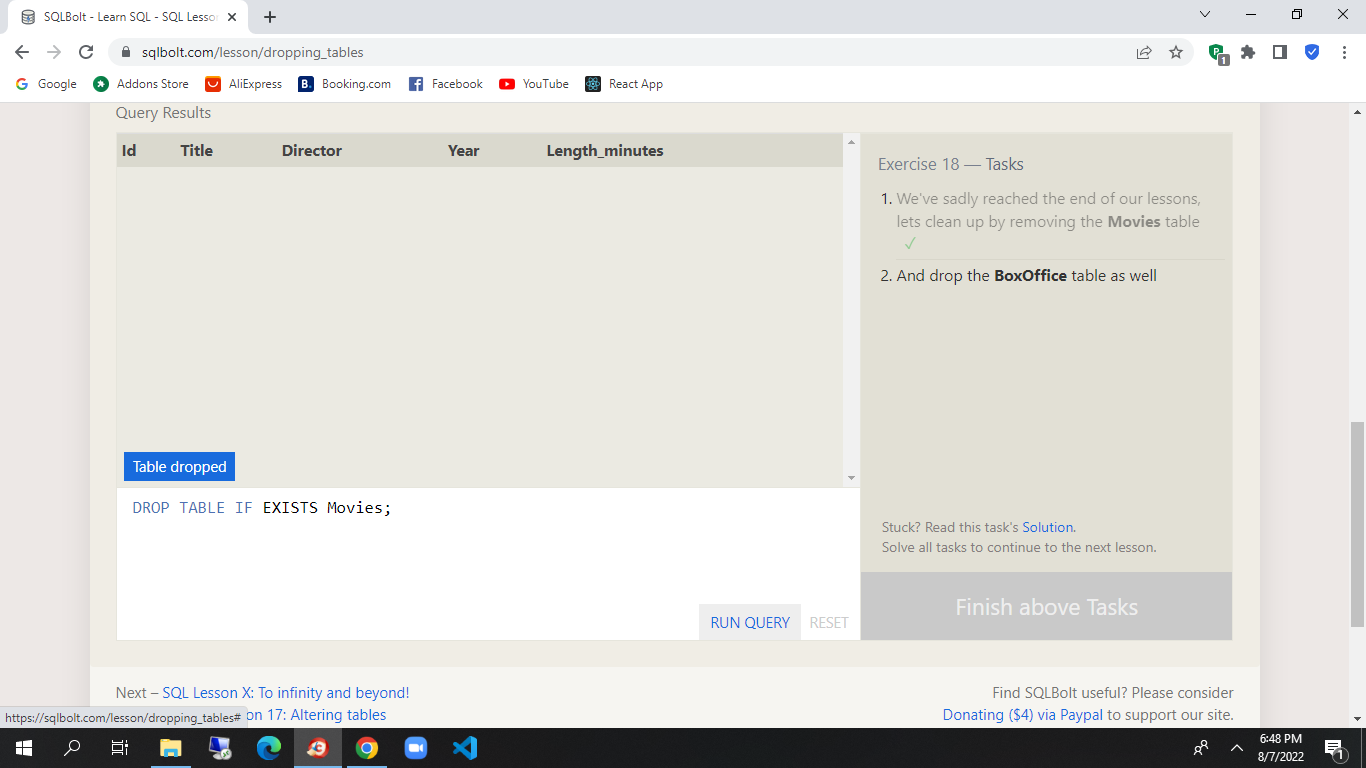 SQLBolt - Learn SQL - SQL Lesson
sqlbolt.com/lesson/dropping_tables
1
Google Addons Store AliExpress B. Booking.com Facebook YouTube React App
Query Results
Id Title Director Year Length_minutes
Table dropped
DROP TABLE IF EXISTS Movies;
RUN QUERY RESET
Exercise 18 — Tasks
1. We've sadly reached the end of our lessons,
lets clean up by removing the Movies table
✓
2. And drop the BoxOffice table as well
Stuck? Read this task's Solution.
Solve all tasks to continue to the next lesson.
Finish above Tasks
Next – SQL Lesson X: To infinity and beyond!
on 17: Altering tables
Find SQLBolt useful? Please consider
Donating ($4) via Paypal to support our site.
https://sqlbolt.com/lesson/dropping_tables#
6:48 PM
8/7/2022
1